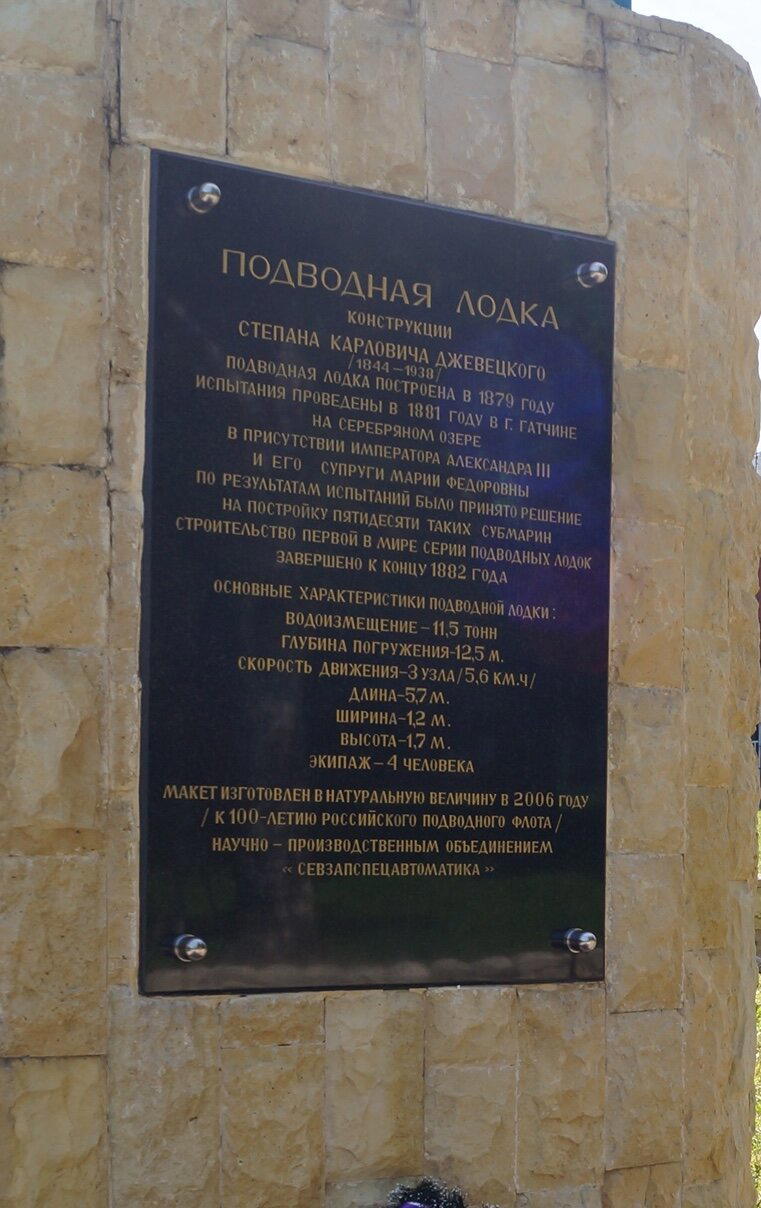 ПОДВОДНАЯ ЛОДКА
КОНСТРУКЦИИ
СТЕПАНА КАРЛОВИЧА ДЖЕВЕЦКОГО
/1844-1938/
ПОДВОДНАЯ ЛОДКА ПОСТРОЕНА В 1879 ГОДУ
ИСПЫТАНИЯ ПРОВЕДЕНЫ В 1881 ГОДУ В Г. ГАТЧИНЕ
НА СЕРЕБРЯНОМ ОЗЕРЕ
В ПРИСУТСТВИИ ИМПЕРАТОРА АЛЕКСАНДРА III
И ЕГО СУПРУГИ МАРИИ ФЕДОРОВНЫ
ПО РЕЗУЛЬТАТАМ ИСПЫТАНИЙ БЫЛО ПРИНЯТО РЕШЕНИЕ
НА ПОСТРОЙКУ ПЯТИДЕСЯТИ ТАКИХ СУБМАРИН
СТРОИТЕЛЬСТВО ПЕРВОЙ В МИРЕ СЕРИИ ПОДВОДНЫХ ЛОДОК
ЗАВЕРШЕНО К КОНЦУ 1882 ГОДА
ОСНОВНЫЕ ХАРАКТЕРИСТИКИ ПОДВОДНОЙ ЛОДКИ:
ВОДОИЗМЕЩЕНИЕ – 11,5 ТОНН
ГЛУБИНА ПОГРУЖЕНИЯ-12,5 М.
СКОРОСТЬ ДВИЖЕНИЯ-3 УЗЛА/5,6 КМ.Ч/
ДЛИНА-5,7 М.
ШИРИНА-1,2 М.
ВЫСОТА-1,7 М.
ЭКИПАЖ – 4 ЧЕЛОВЕКА
МАКЕТ ИЗГОТОВЛЕН В НАТУРАЛЬНУЮ ВЕЛИЧИНУ В 2006 ГОДУ
/ К 100-ЛЕТИЮ РОССИЙСКОГО ПОДВОДНОГО ФЛОТА /
НАУЧНО – ПРОИЗВОДСТВЕННЫМ ОБЪЕДИНЕНИЕМ
« СЕВЗАПСПЕЦАВТОМАТИКА »